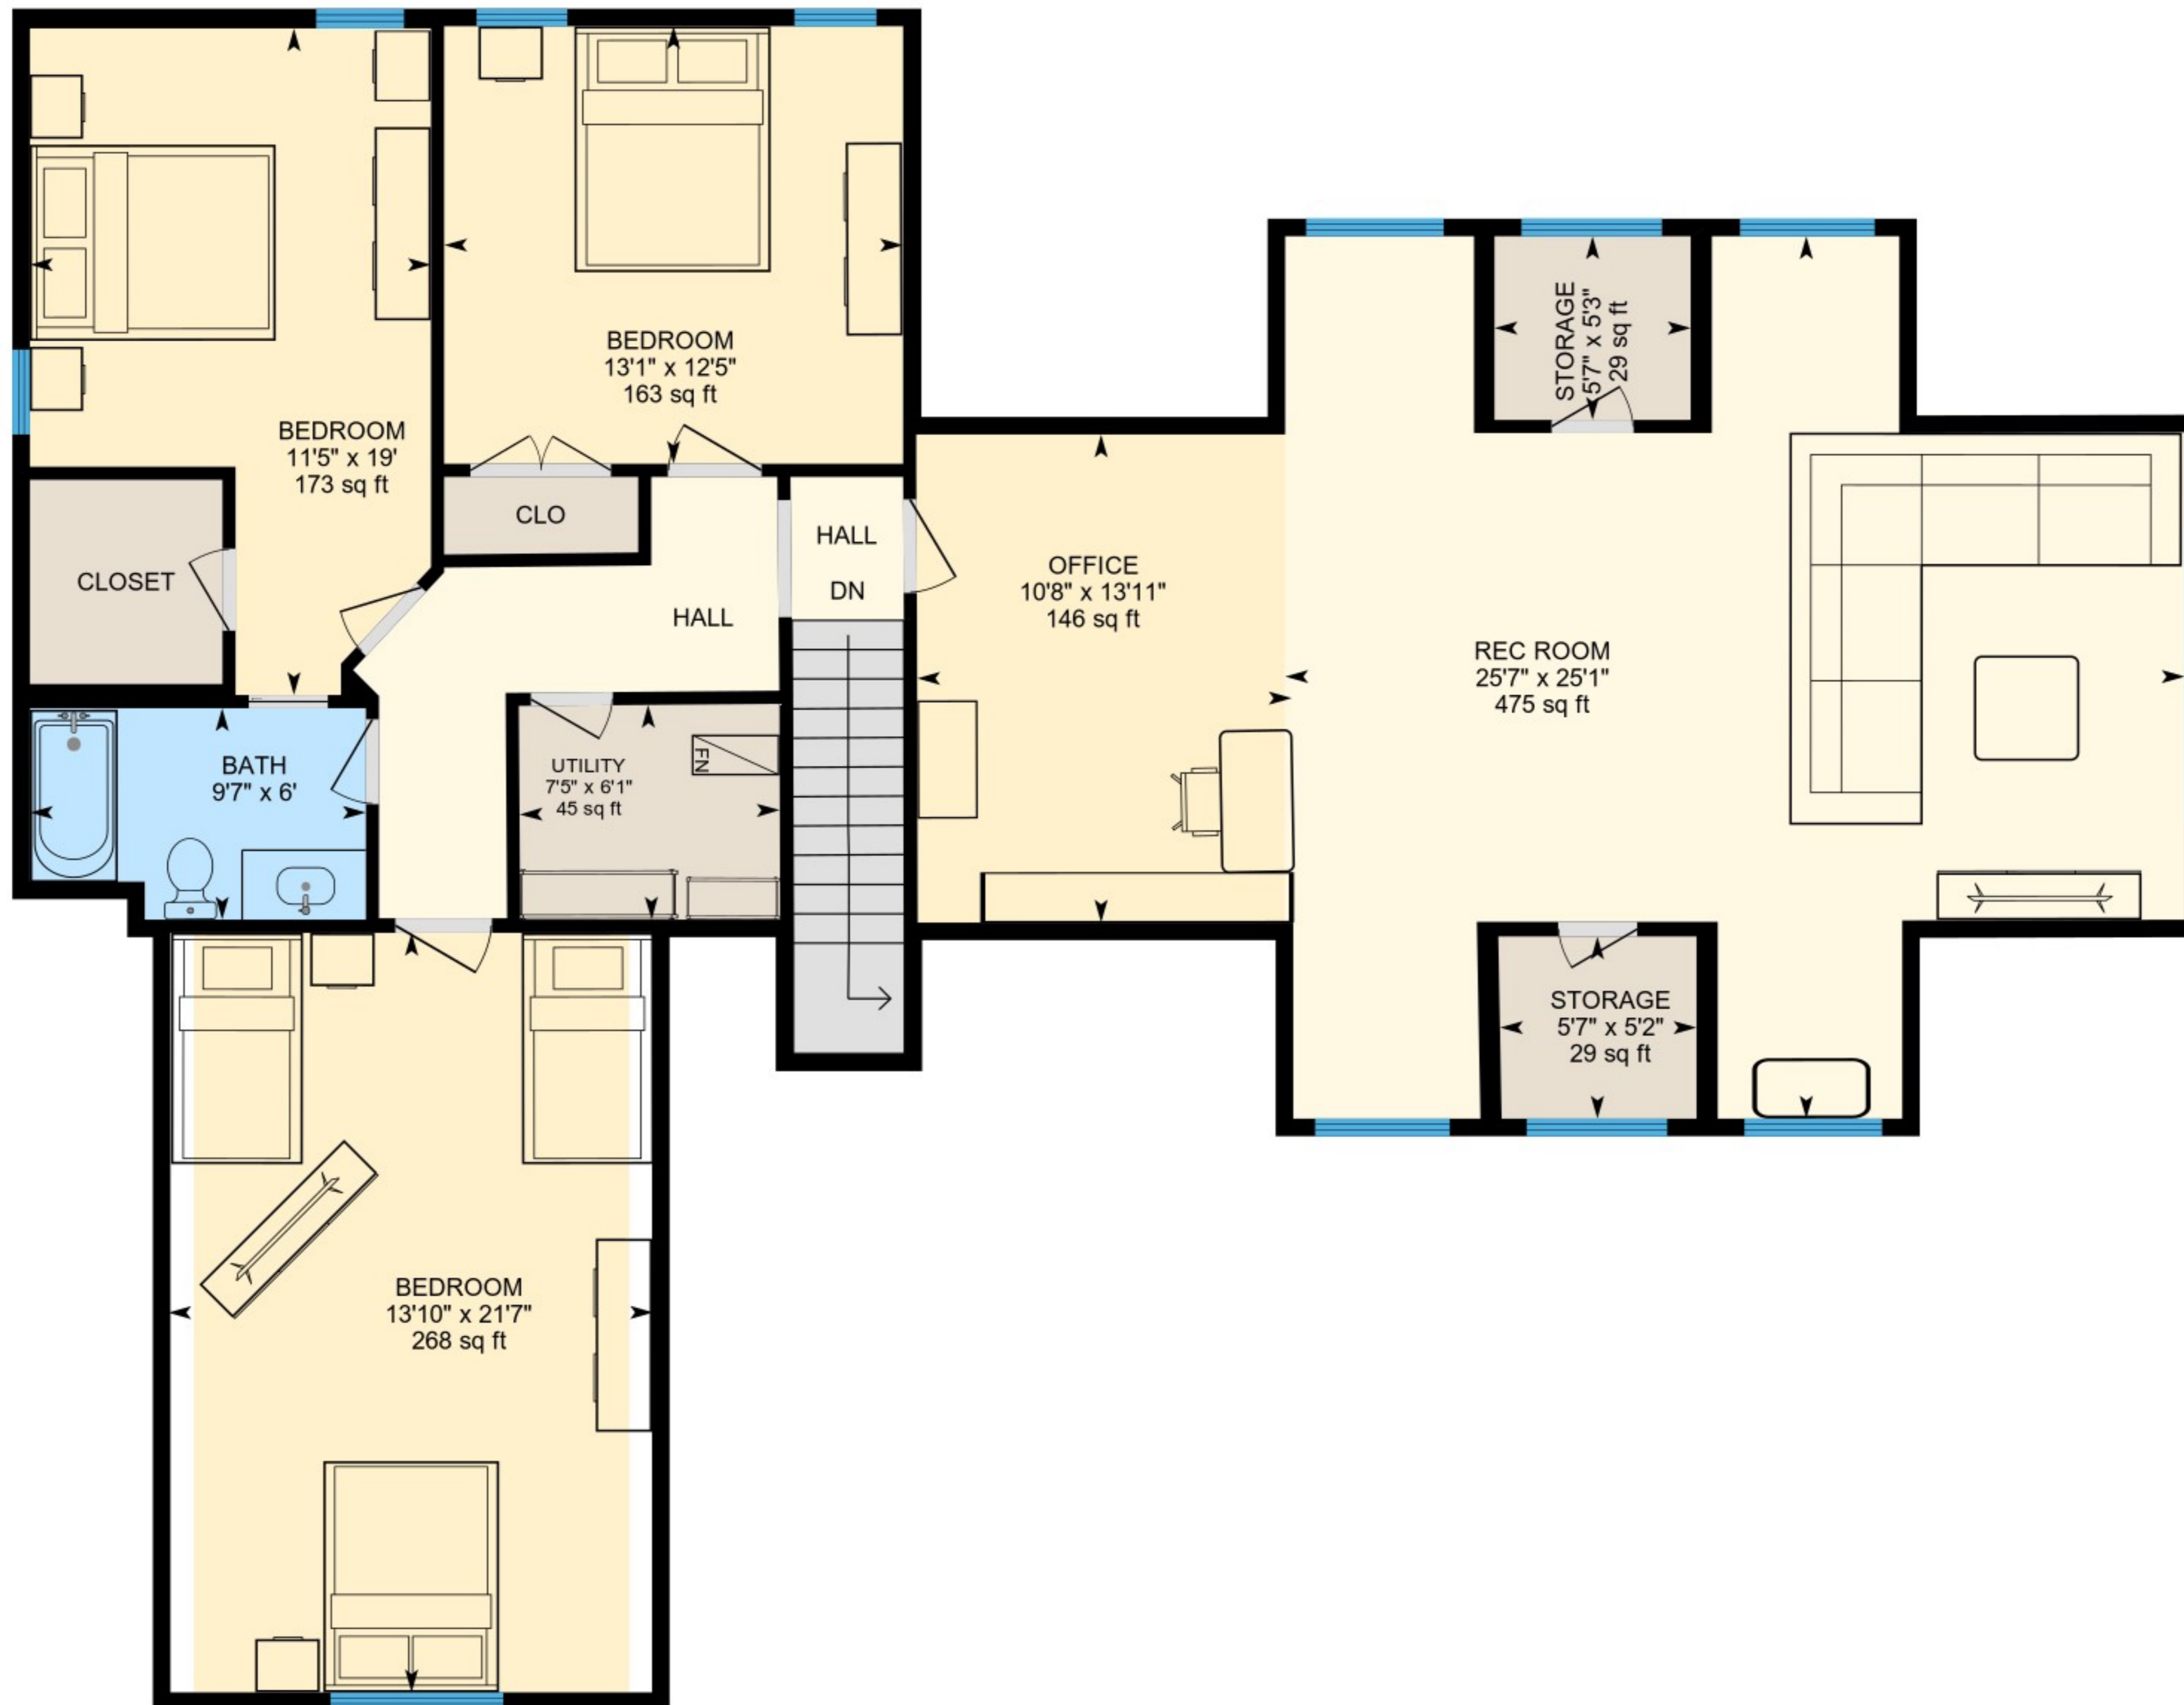 BEDROOM
13'1" x 12'5"
163 sq ft
STORAGE
5'7" x 5'3"
29 sq ft
BEDROOM
11'5" x 19'
173 sq ft
CLO
HALL
DN
CLOSET
HALL
OFFICE
10'8" x 13'11"
146 sq ft
REC ROOM
25'7" x 25'1"
475 sq ft
BATH
9'7" x 6'
UTILITY
7'5" x 6'1"
45 sq ft
FN
STORAGE
5'7" x 5'2"
29 sq ft
BEDROOM
13'10" x 21'7"
268 sq ft